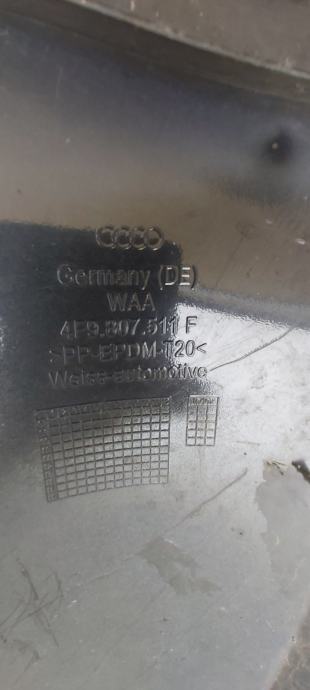 Germany (DE)
WAA
4F9.807.511 F
>PP-EPDM-T20<
Weiss-automotive